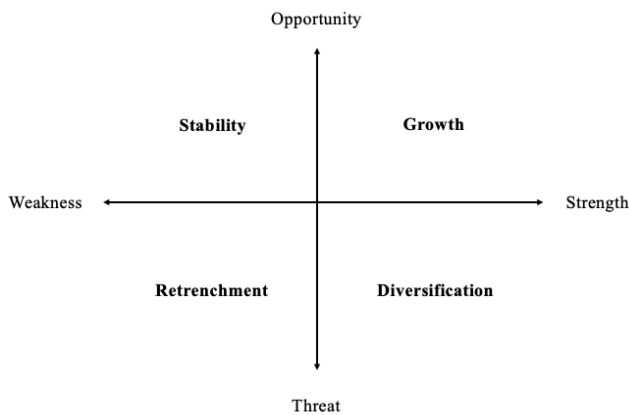 Opportunity
Stability Growth
Weakness Strength
Retrenchment Diversification
Threat